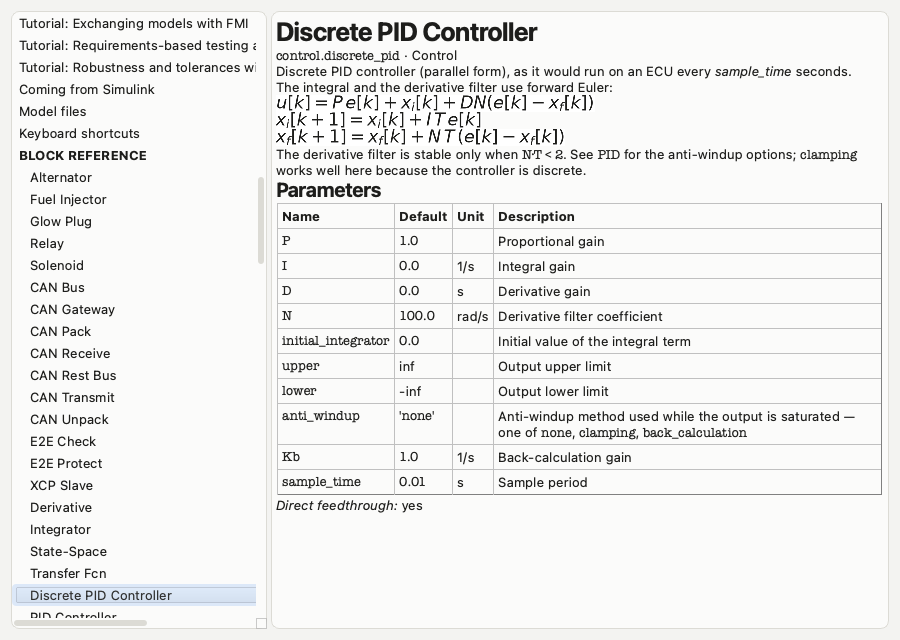 Tutorial: Exchanging models with FMI
Tutorial: Requirements-based testing a
Tutorial: Robustness and tolerances wi
Coming from Simulink
Model files
Keyboard shortcuts
BLOCK REFERENCE
Alternator
Fuel Injector
Glow Plug
Relay
Solenoid
CAN Bus
CAN Gateway
CAN Pack
CAN Receive
CAN Rest Bus
CAN Transmit
CAN Unpack
E2E Check
E2E Protect
XCP Slave
Derivative
Integrator
State-Space
Transfer Fcn
Discrete PID Controller
PID Controller
Discrete PID Controller
control.discrete_pid · Control
Discrete PID controller (parallel form), as it would run on an ECU every sample_time seconds.
The integral and the derivative filter use forward Euler:
u[k] = P e[k] + x_i[k] + DN(e[k] − x_f[k])
x_i[k + 1] = x_i[k] + I T e[k]
x_f[k + 1] = x_f[k] + N T(e[k] − x_f[k])
The derivative filter is stable only when N·T < 2. See PID for the anti-windup options; clamping
works well here because the controller is discrete.
Parameters
Name Default Unit Description
P 1.0 Proportional gain
I 0.0 1/s Integral gain
D 0.0 s Derivative gain
N 100.0 rad/s Derivative filter coefficient
initial_integrator 0.0 Initial value of the integral term
upper inf Output upper limit
lower -inf Output lower limit
anti_windup 'none' Anti-windup method used while the output is saturated —
one of none, clamping, back_calculation
Kb 1.0 1/s Back-calculation gain
sample_time 0.01 s Sample period
Direct feedthrough: yes